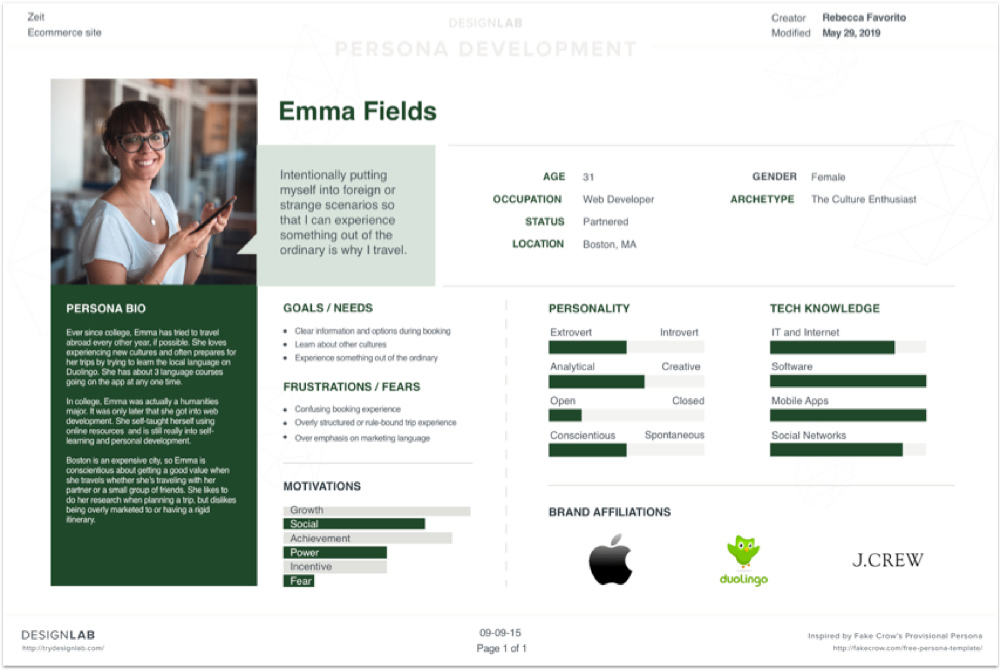 Zeit
Ecommerce site
DESIGNLAB
PERSONA DEVELOPMENT
Creator Rebecca Favorito
Modified May 29, 2019
Emma Fields
Intentionally putting
myself into foreign or
strange scenarios so
that I can experience
something out of the
ordinary is why I travel.
AGE 31
OCCUPATION Web Developer
STATUS Partnered
LOCATION Boston, MA
GENDER Female
ARCHETYPE The Culture Enthusiast
PERSONA BIO
Ever since college, Emma has tried to travel
abroad every other year, if possible. She loves
experiencing new cultures and often prepares for
her trips by trying to learn the local language on
Duolingo. She has about 3 language courses
going on the app at any one time.
In college, Emma was actually a humanities
major. It was only later that she got into web
development. She self-taught herself using
online resources and is still really into self-
learning and personal development.
Boston is an expensive city, so Emma is
conscientious about getting a good value when
she travels whether she's traveling with her
partner or a small group of friends. She likes to
do her research when planning a trip, but dislikes
being overly marketed to or having a rigid
itinerary.
GOALS / NEEDS
• Clear information and options during booking
• Learn about other cultures
• Experience something out of the ordinary
FRUSTRATIONS / FEARS
• Confusing booking experience
• Overly structured or rule-bound trip experience
• Over emphasis on marketing language
MOTIVATIONS
Growth
Social
Achievement
Power
Incentive
Fear
PERSONALITY
Extrovert Introvert
Analytical Creative
Open Closed
Conscientious Spontaneous
TECH KNOWLEDGE
IT and Internet
Software
Mobile Apps
Social Networks
BRAND AFFILIATIONS
duolingo
J.CREW
DESIGNLAB
http://trydesignlab.com/
09-09-15
Page 1 of 1
Inspired by Fake Crow's Provisional Persona
http://fakecrow.com/free-persona-template/